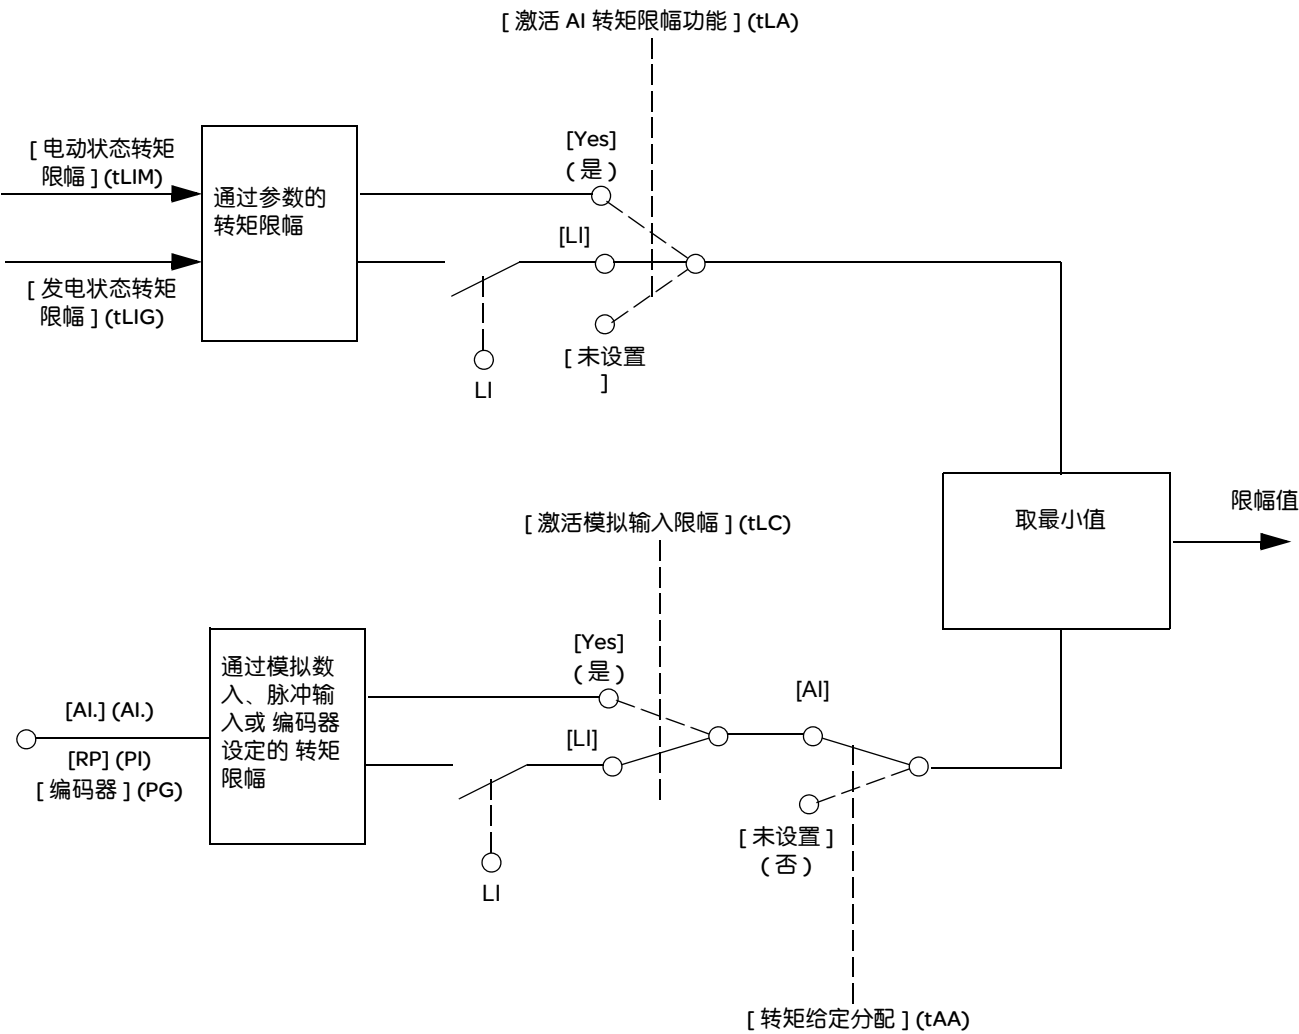 [ 激活 AI 转矩限幅功能 ] (tLA)
[ 电动状态转矩
限幅 ] (tLIM)
[Yes]
( 是 )
通过参数的
转矩限幅
[LI]
[ 发电状态转矩
限幅 ] (tLIG)
[ 未设置
]
LI
限幅值
取最小值
[ 激活模拟输入限幅 ] (tLC)
[Yes]
( 是 )
通过模拟数
入、脉冲输
入或 编码器
设定的 转矩
限幅
[AI]
[AI.] (AI.)
[LI]
[RP] (PI)
[ 编码器 ] (PG)
[ 未设置 ]
( 否 )
LI
[ 转矩给定分配 ] (tAA)